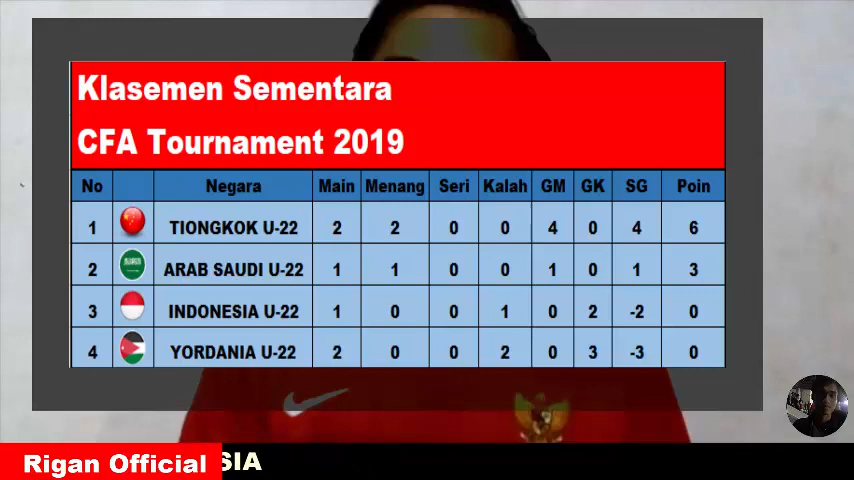 Klasemen Sementara
CFA Tournament 2019
No Negara Main Menang Seri Kalah GM GK SG Poin
1 TIONGKOK U-22 2 2 0 0 4 0 4 6
2 ARAB SAUDI U-22 1 1 0 0 1 0 1 3
3 INDONESIA U-22 1 0 0 1 0 2 -2 0
4 YORDANIA U-22 2 0 0 2 0 3 -3 0
Rigan Official SIA